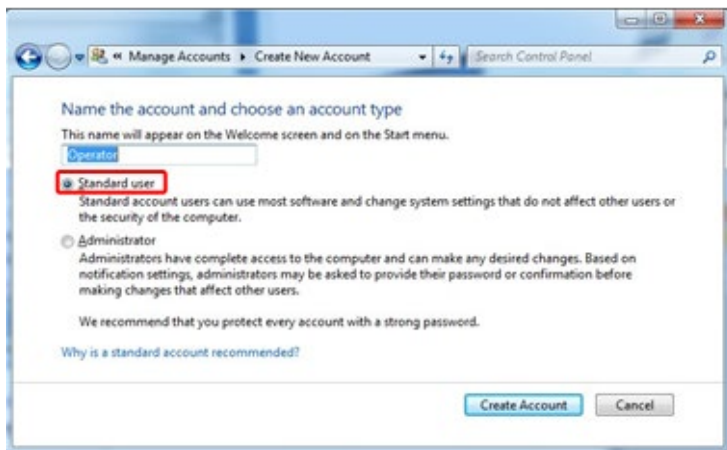 « Manage Accounts ▸ Create New Account
Search Control Panel
Name the account and choose an account type
This name will appear on the Welcome screen and on the Start menu.
Operator
Standard user
Standard account users can use most software and change system settings that do not affect other users or
the security of the computer.
Administrator
Administrators have complete access to the computer and can make any desired changes. Based on
notification settings, administrators may be asked to provide their password or confirmation before
making changes that affect other users.
We recommend that you protect every account with a strong password.
Why is a standard account recommended?
Create Account
Cancel